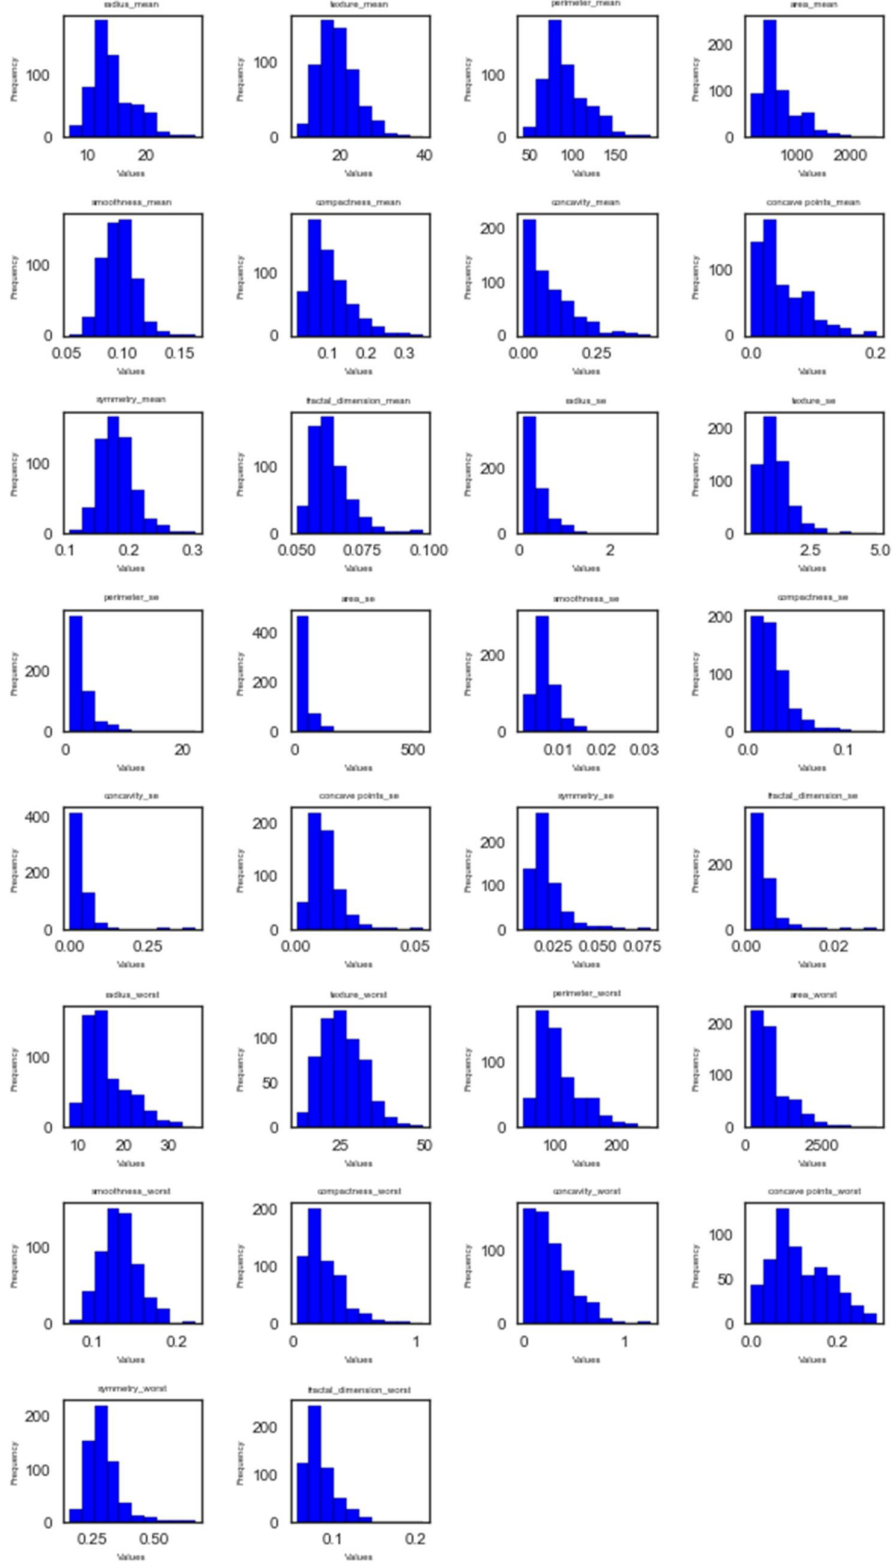 radius_mean texture_mean perimeter_mean area_mean
Frequency 100 0 Frequency 100 0 Frequency 100 0 Frequency 200 100 0
10 20 20 40 50 100 150 1000 2000
Values Values Values Values
smoothness_mean compactness_mean concavity_mean concave points_mean
Frequency 100 0 Frequency 100 0 Frequency 200 100 0 Frequency 100 0
0.05 0.10 0.15 0.1 0.2 0.3 0.00 0.25 0.0 0.2
Values Values Values Values
symmetry_mean fractal_dimension_mean radius_se texture_se
Frequency 100 0 Frequency 100 0 Frequency 200 0 Frequency 200 100 0
0.1 0.2 0.3 0.050 0.075 0.100 0 2 2.5 5.0
Values Values Values Values
perimeter_se area_se smoothness_se compactness_se
Frequency 200 0 Frequency 400 200 0 Frequency 200 0 Frequency 200 100 0
0 20 0 500 0.01 0.02 0.03 0.0 0.1
Values Values Values Values
concavity_se concave points_se symmetry_se fractal_dimension_se
Frequency 400 200 0 Frequency 200 100 0 Frequency 200 100 0 Frequency 200 0
0.00 0.25 0.00 0.05 0.025 0.050 0.075 0.00 0.02
Values Values Values Values
radius_worst texture_worst perimeter_worst area_worst
Frequency 100 0 Frequency 100 50 0 Frequency 100 0 Frequency 200 100 0
10 20 30 25 50 100 200 0 2500
Values Values Values Values
smoothness_worst compactness_worst concavity_worst concave points_worst
Frequency 100 0 Frequency 200 100 0 Frequency 100 0 Frequency 100 50 0
0.1 0.2 0 1 0 1 0.0 0.2
Values Values Values Values
symmetry_worst fractal_dimension_worst
Frequency 200 100 0 Frequency 200 100 0
0.25 0.50 0.1 0.2
Values Values